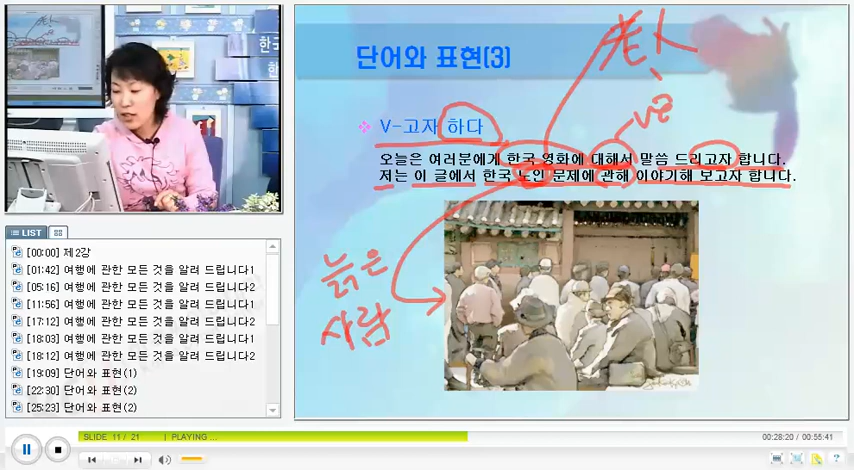 老人
한국
단어와 표현(3)
老人
V-고자 하다
오늘은 여러분에게 한국 영화에 대해서 말씀 드리고자 합니다.
저는 이 글에서 한국 노인 문제에 관해 이야기해 보고자 합니다.
늙은
사람
LIST
[00:00] 제2강
[01:42] 여행에 관한 모든 것을 알려 드립니다1
[05:16] 여행에 관한 모든 것을 알려 드립니다2
[11:56] 여행에 관한 모든 것을 알려 드립니다1
[17:12] 여행에 관한 모든 것을 알려 드립니다2
[18:03] 여행에 관한 모든 것을 알려 드립니다1
[18:12] 여행에 관한 모든 것을 알려 드립니다2
[19:09] 단어와 표현(1)
[22:30] 단어와 표현(2)
[25:23] 단어와 표현(2)
SLIDE 11 / 21 | PLAYING ...
00:28:20 / 00:55:41